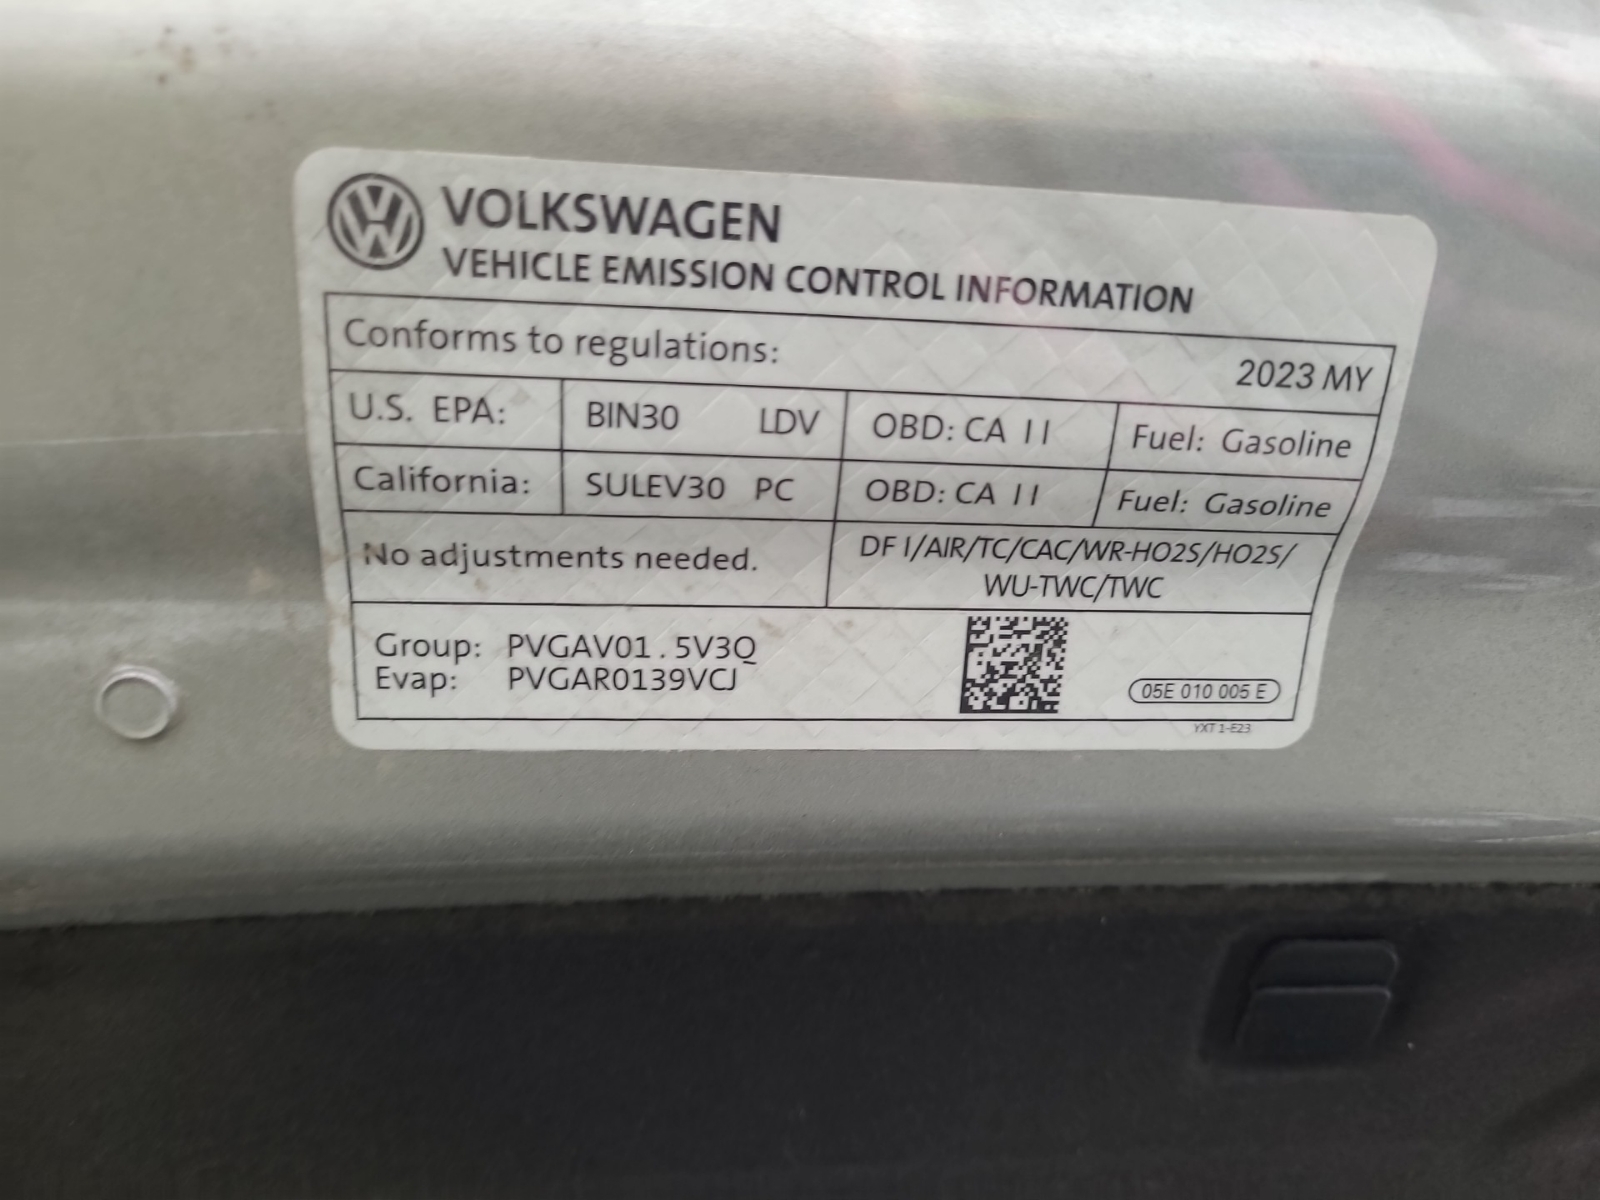 VOLKSWAGEN
VEHICLE EMISSION CONTROL INFORMATION
Conforms to regulations: 2023 MY
U.S. EPA: BIN30 LDV OBD: CA II Fuel: Gasoline
California: SULEV30 PC OBD: CA II Fuel: Gasoline
No adjustments needed. DFI/AIR/TC/CAC/WR-HO2S/HO2S/
WU-TWC/TWC
Group: PVGAV01.5V3Q
Evap: PVGAR0139VCJ
05E 010 005 E
YXT 1-E23